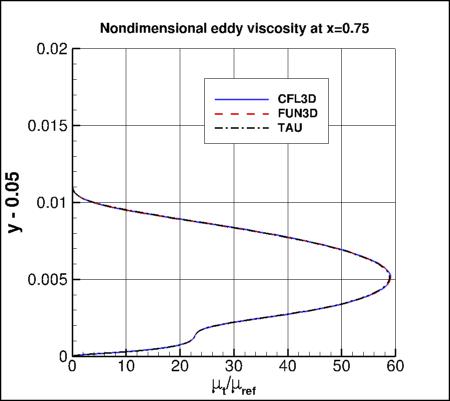 Nondimensional eddy viscosity at x=0.75
0.02
CFL3D
FUN3D
TAU
0.015
y - 0.05
0.01
0.005
0
0 10 20 30 40 50 60
μt/μref